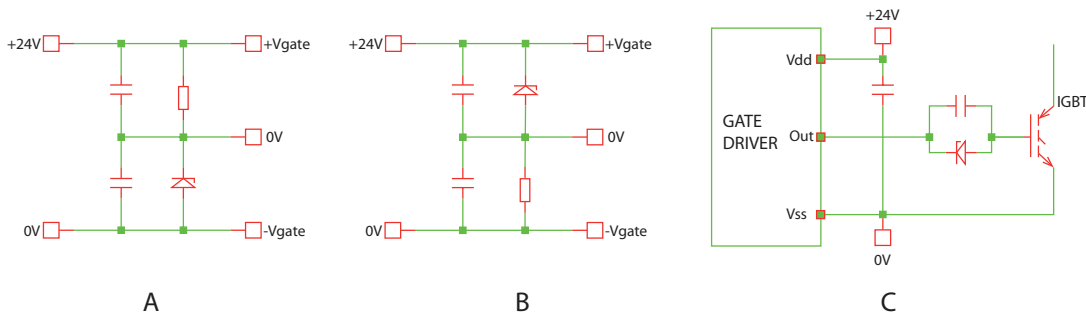 +24V
+Vgate
0V
0V
-Vgate
A
+24V
+Vgate
0V
0V
-Vgate
B
+24V
Vdd
GATE
DRIVER
Out
IGBT
Vss
0V
C